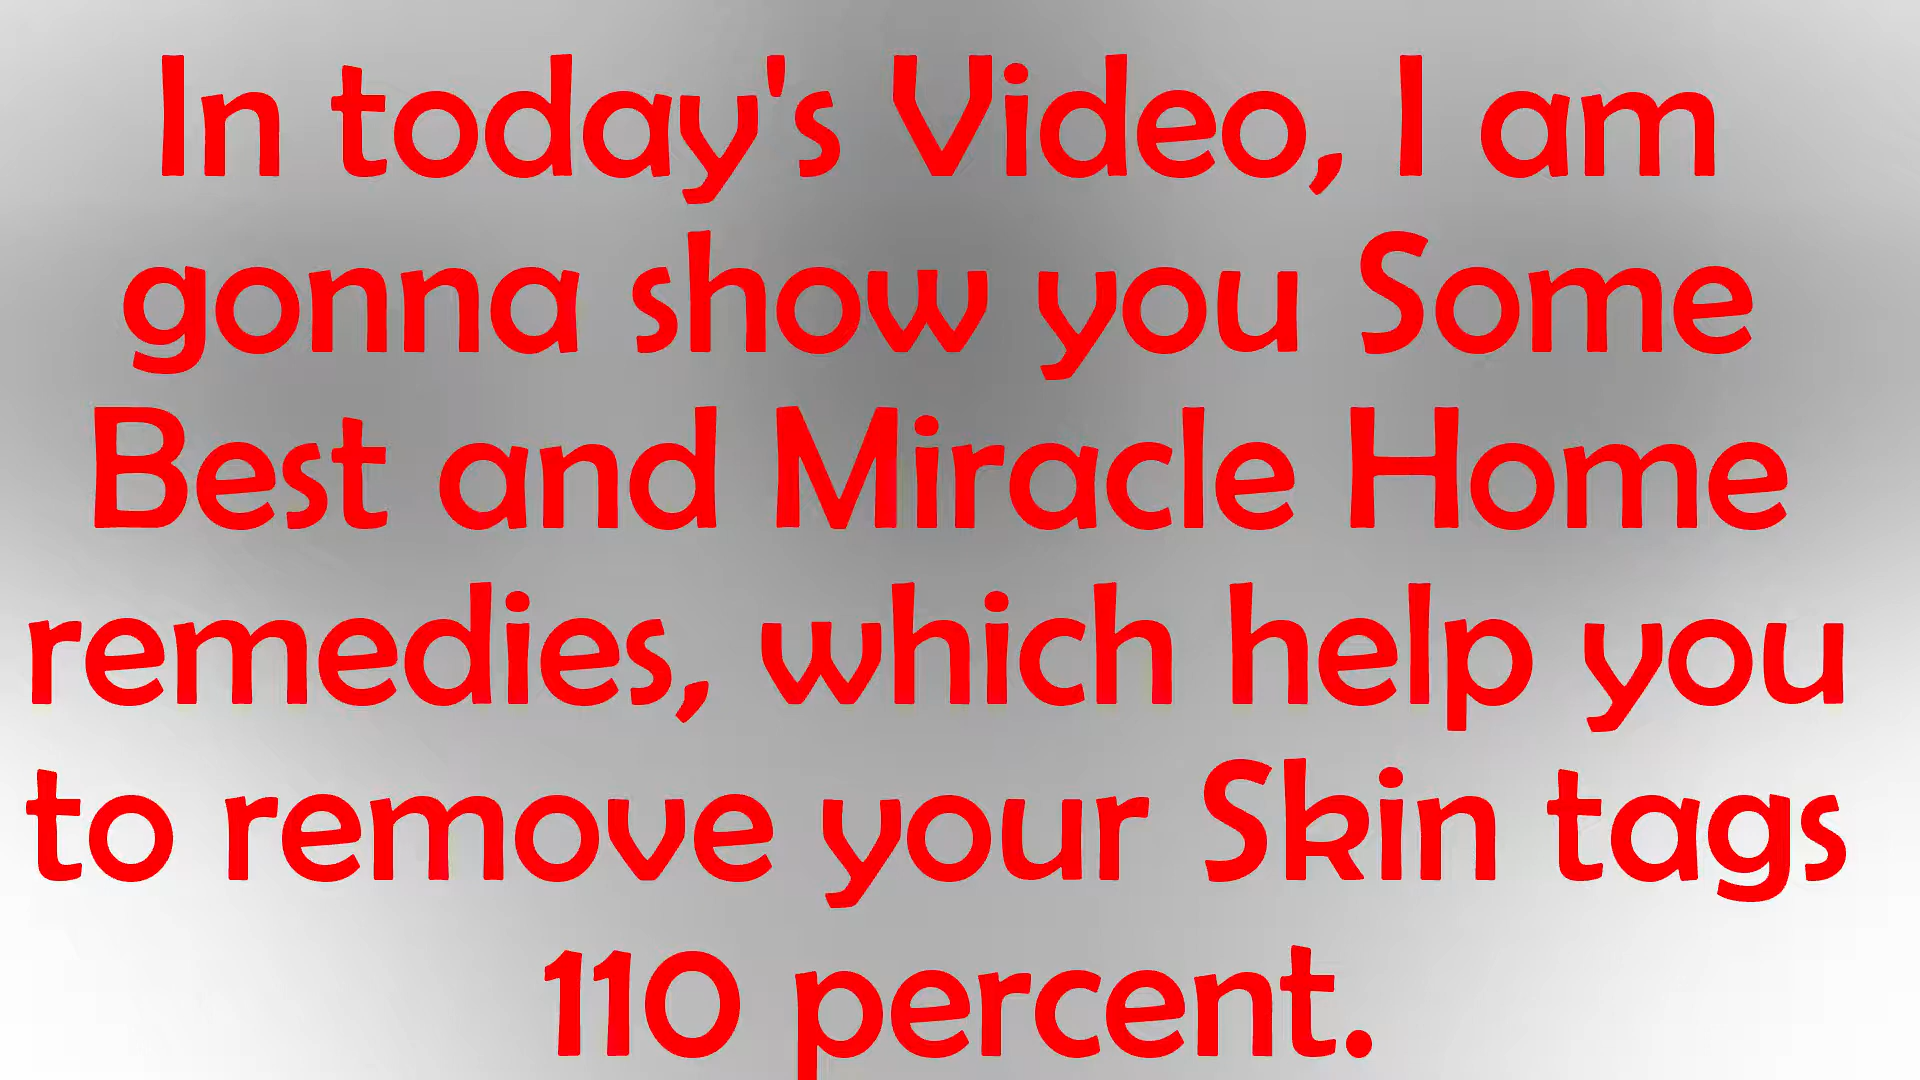 In today's Video, I am
gonna show you Some
Best and Miracle Home
remedies, which help you
to remove your Skin tags
110 percent.